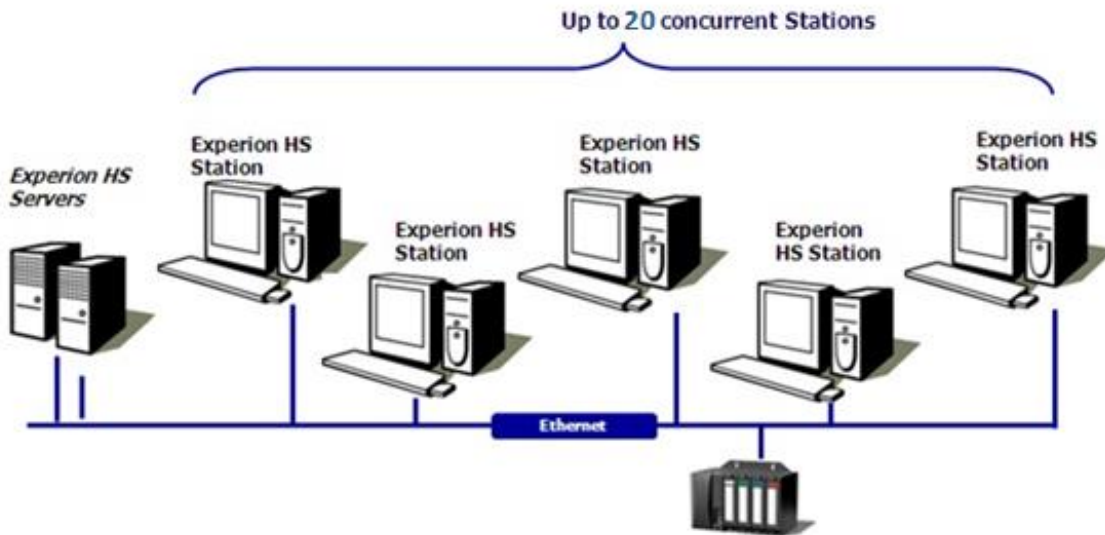 Up to 20 concurrent Stations
Experion HS
Servers
Experion HS
Station
Experion HS
Station
Experion HS
Station
Experion
HS Station
Experion HS
Station
Ethernet